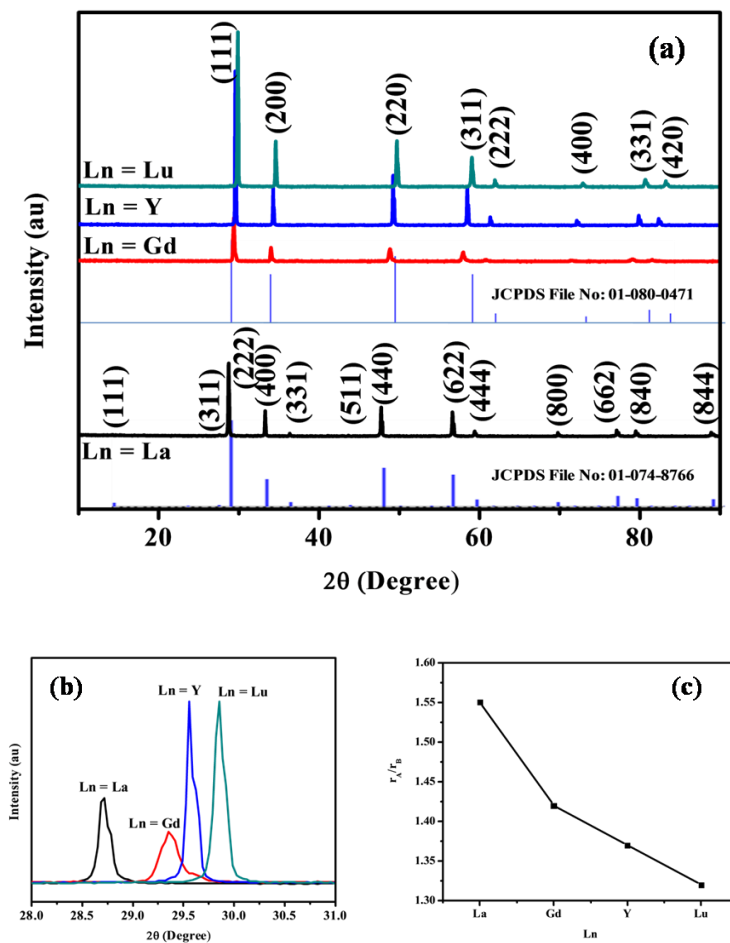 (a)
(111)
(200)
(220)
(311)
(222)
(400)
(331)
(420)
Ln = Lu
Ln = Y
Ln = Gd
JCPDS File No: 01-080-0471
Intensity (au)
(111)
(311)
(222)
(400)
(331)
(511)
(440)
(622)
(444)
(800)
(662)
(840)
(844)
Ln = La
JCPDS File No: 01-074-8766
20 40 60 80
2θ (Degree)
(b)
Ln = Y
Ln = Lu
Ln = La
Ln = Gd
Intensity (au)
28.0 28.5 29.0 29.5 30.0 30.5 31.0
2θ (Degree)
(c)
1.60
1.55
1.50
1.45
1.40
1.35
1.30
rA/rB
La Gd Y Lu
Ln